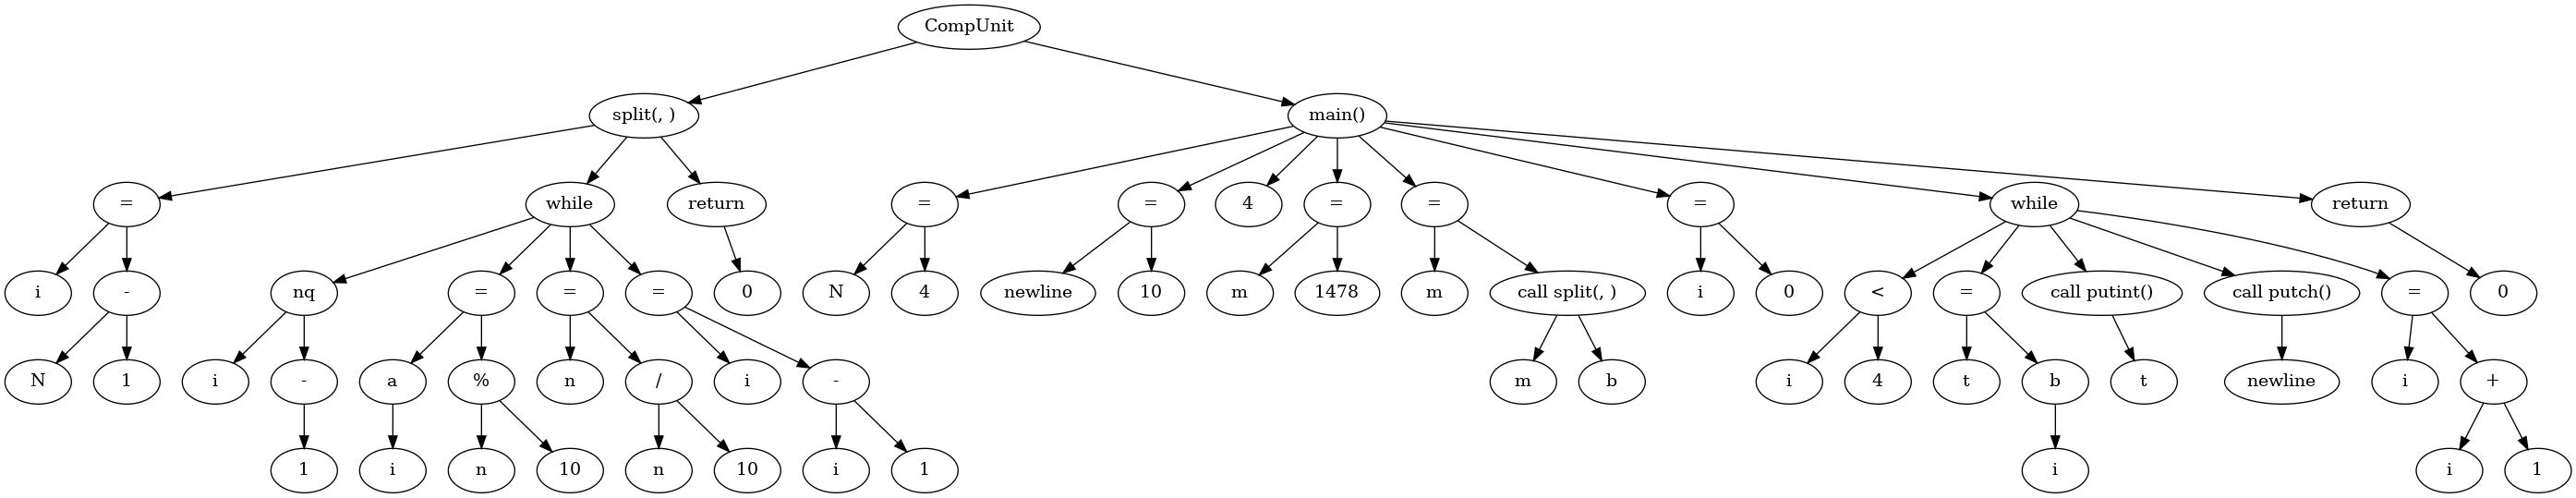 CompUnit
split(, ) main()
= while return = = 4 = = = while return
i - nq = = = 0 N 4 newline 10 m 1478 m call split(, ) i 0 < = call putint() call putch() = 0
N 1 i - a % n / i - m b i 4 t b t newline i +
1 i n 10 n 10 i 1 i i 1